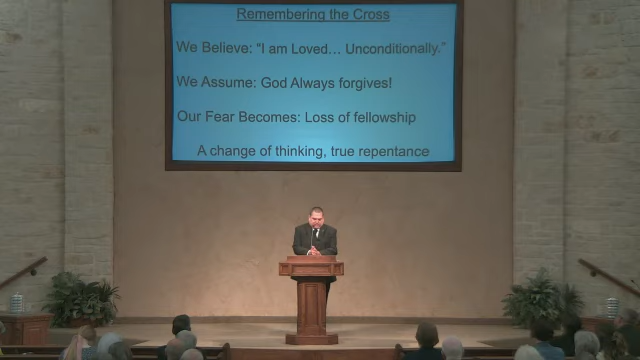 Remembering the Cross
We Believe: “I am Loved… Unconditionally.”
We Assume: God Always forgives!
Our Fear Becomes: Loss of fellowship
A change of thinking, true repentance